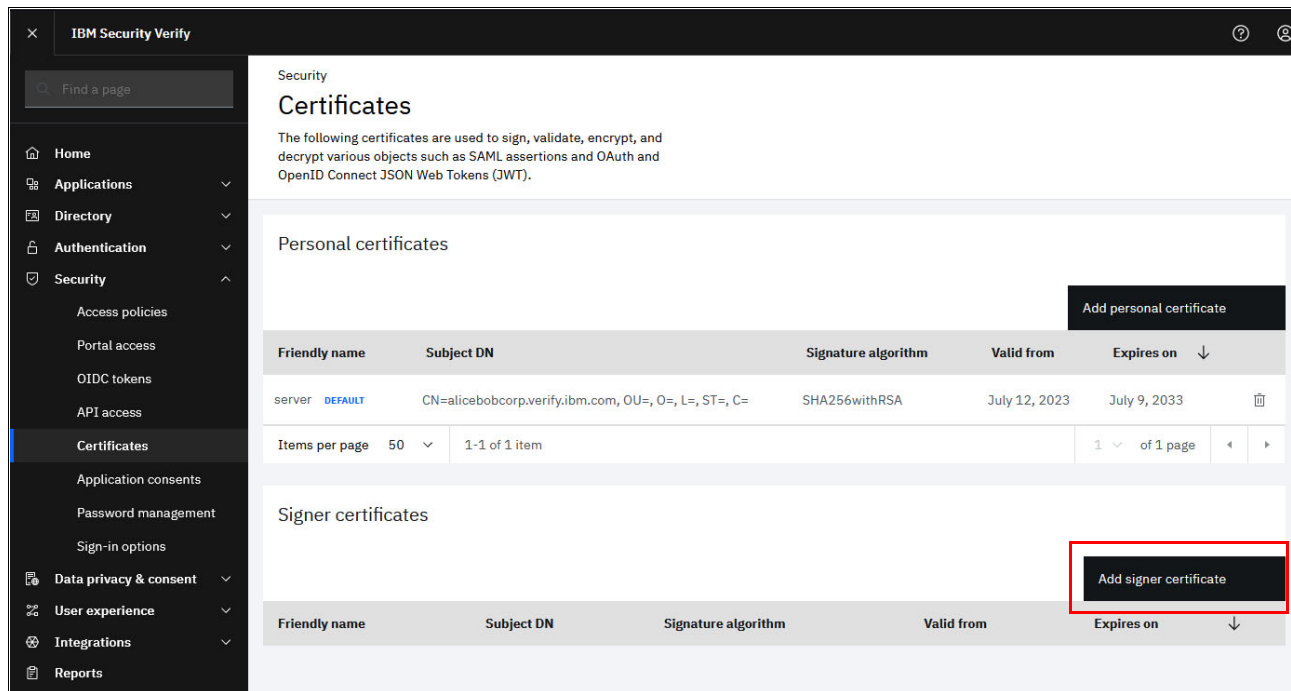 IBM Security Verify
Find a page
Home
Applications
Directory
Authentication
Security
Access policies
Portal access
OIDC tokens
API access
Certificates
Application consents
Password management
Sign-in options
Data privacy & consent
User experience
Integrations
Reports
Security
Certificates
The following certificates are used to sign, validate, encrypt, and
decrypt various objects such as SAML assertions and OAuth and
OpenID Connect JSON Web Tokens (JWT).
Personal certificates
Add personal certificate
Friendly name Subject DN Signature algorithm Valid from Expires on
server DEFAULT CN=alicebobcorp.verify.ibm.com, OU=, O=, L=, ST=, C= SHA256withRSA July 12, 2023 July 9, 2033
Items per page 50 1-1 of 1 item 1 of 1 page
Signer certificates
Add signer certificate
Friendly name Subject DN Signature algorithm Valid from Expires on